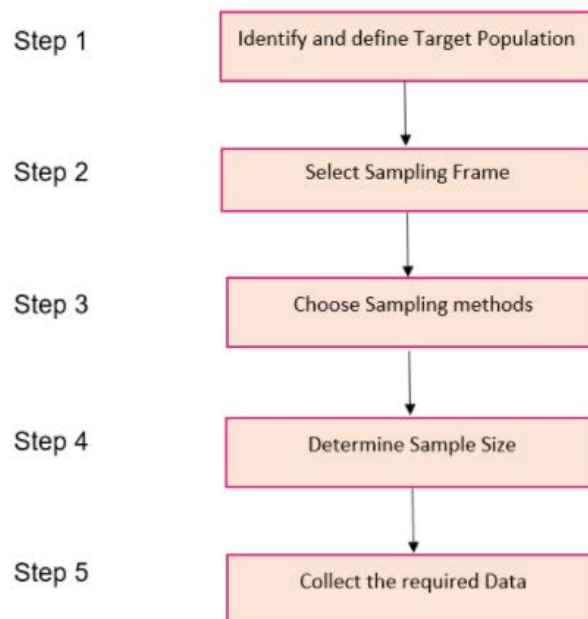 Step 1
Identify and define Target Population
Step 2
Select Sampling Frame
Step 3
Choose Sampling methods
Step 4
Determine Sample Size
Step 5
Collect the required Data